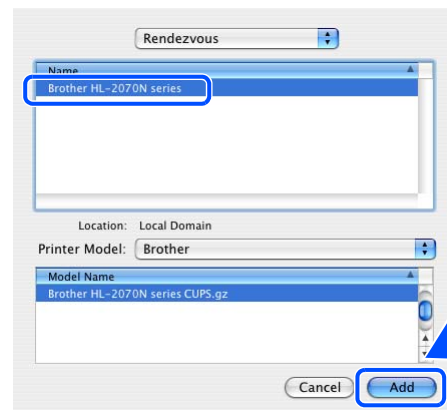 Rendezvous
Name
Brother HL-2070N series
Location: Local Domain
Printer Model: Brother
Model Name
Brother HL-2070N series CUPS.gz
Cancel Add